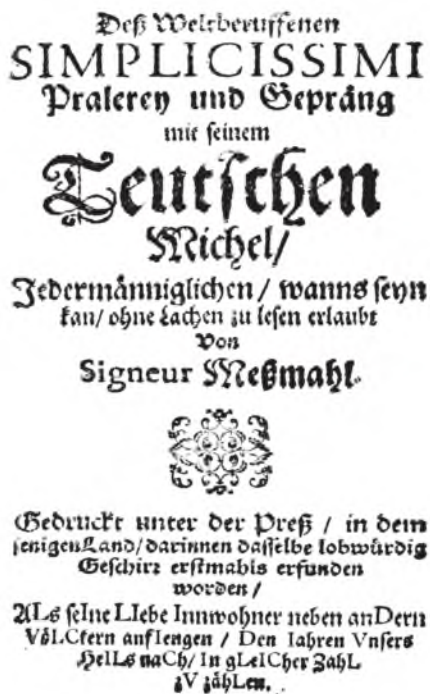 Deß Weltberuffenen
SIMPLICISSIMI
Pralerey und Gepräng
mit seinem
Teutschen
Michel/
Jedermänniglichen / wanns seyn
kan/ ohne Lachen zu lesen erlaubt
Von
Signeur Meßmahl.
Gedruckt unter der Preß / in dem
jenigen Land/ darinnen dasselbe lobwürdig
Geschirr erstmahls erfunden
worden /
ALs seIne LIebe Innwohner neben anDern
VöLCkern anfIengen / Den Iahren Vnsers
HeILs naCh/ In gLeICher ZahL
zV zähLen.